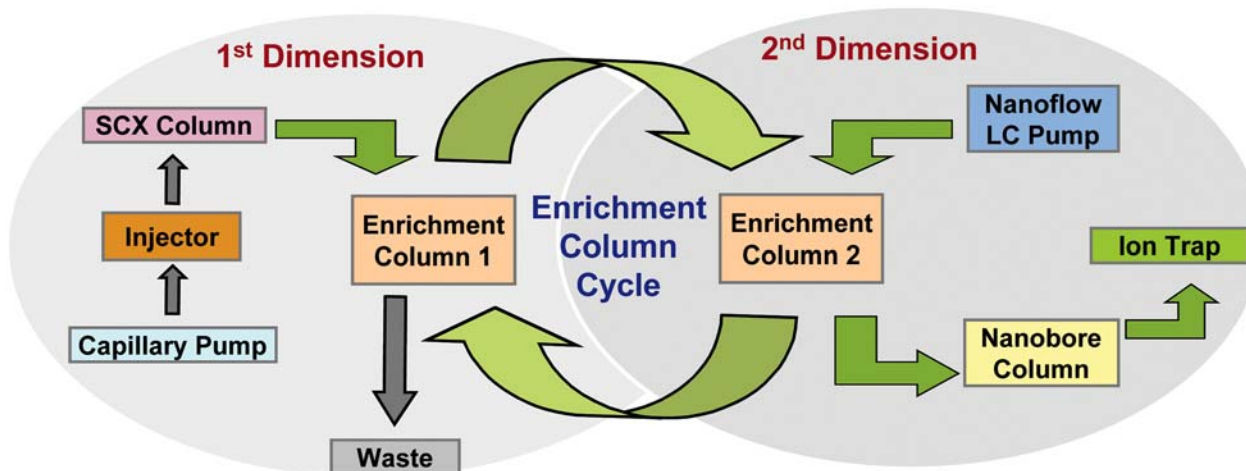 1st Dimension
2nd Dimension
SCX Column
Nanoflow
LC Pump
Injector
Enrichment
Column 1
Enrichment
Column
Cycle
Enrichment
Column 2
Ion Trap
Capillary Pump
Nanobore
Column
Waste